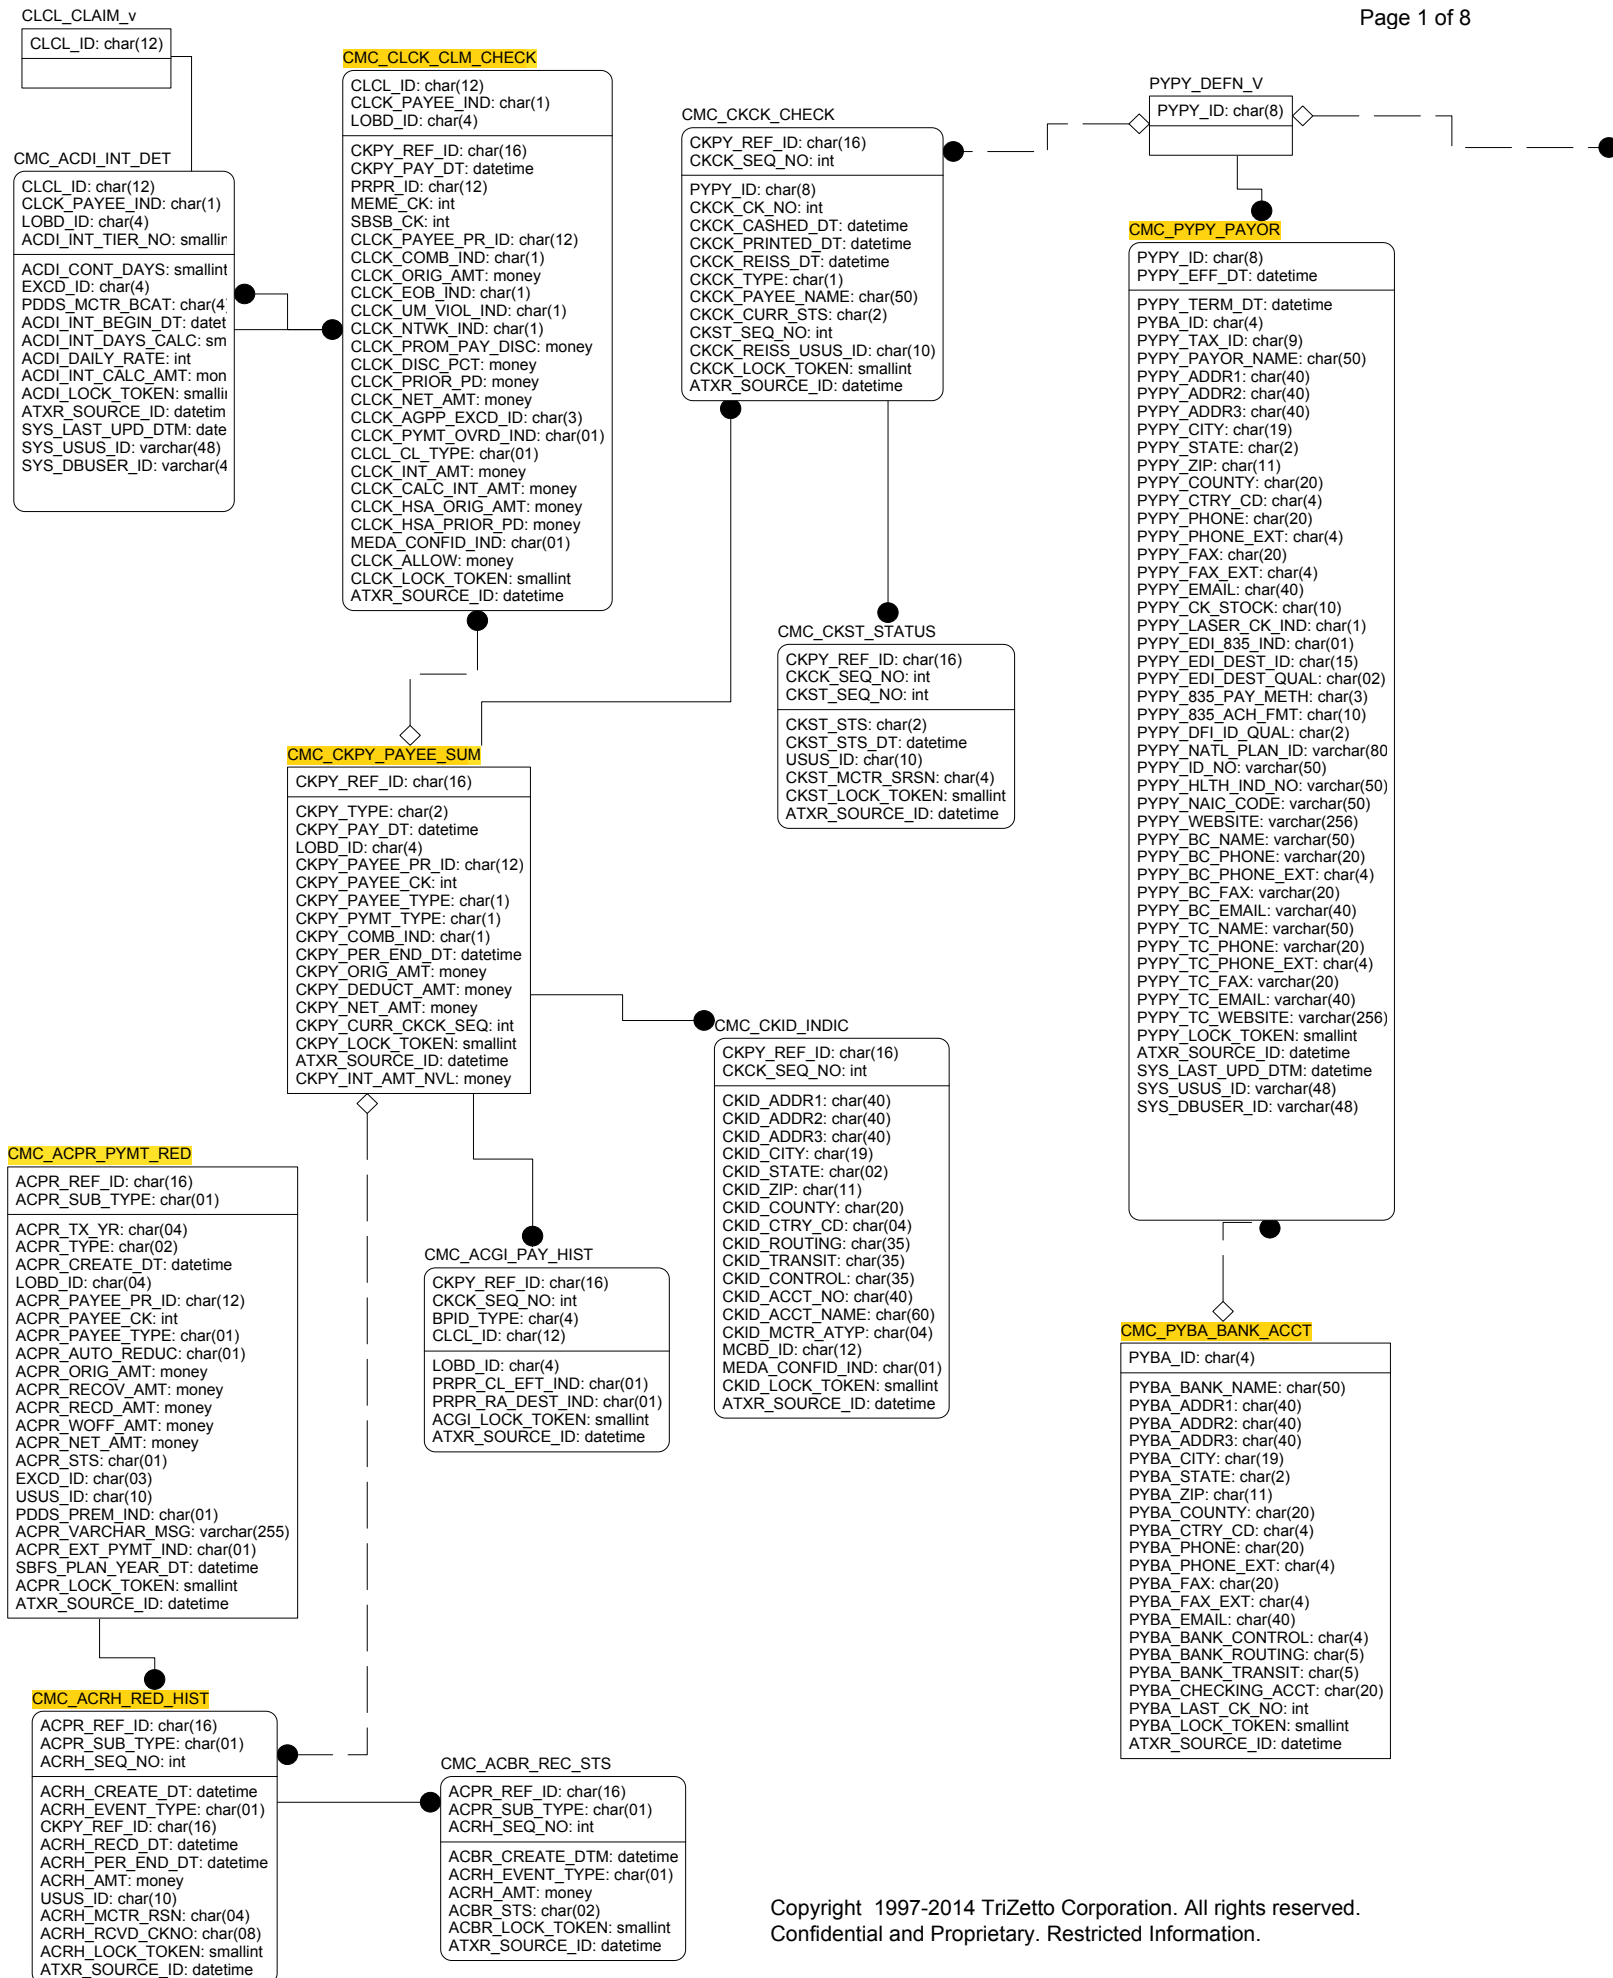 Page 1 of 8
CLCL_CLAIM_v
CLCL_ID: char(12)
CMC_ACDI_INT_DET
CLCL_ID: char(12)
CLCK_PAYEE_IND: char(1)
LOBD_ID: char(4)
ACDI_INT_TIER_NO: smallin
ACDI_CONT_DAYS: smallint
EXCD_ID: char(4)
PDDS_MCTR_BCAT: char(4
ACDI_INT_BEGIN_DT: datet
ACDI_INT_DAYS_CALC: sm
ACDI_DAILY_RATE: int
ACDI_INT_CALC_AMT: mon
ACDI_LOCK_TOKEN: smalli
ATXR_SOURCE_ID: datetim
SYS_LAST_UPD_DTM: date
SYS_USUS_ID: varchar(48)
SYS_DBUSER_ID: varchar(4
CMC_CLCK_CLM_CHECK
CLCL_ID: char(12)
CLCK_PAYEE_IND: char(1)
LOBD_ID: char(4)
CKPY_REF_ID: char(16)
CKPY_PAY_DT: datetime
PRPR_ID: char(12)
MEME_CK: int
SBSB_CK: int
CLCK_PAYEE_PR_ID: char(12)
CLCK_COMB_IND: char(1)
CLCK_ORIG_AMT: money
CLCK_EOB_IND: char(1)
CLCK_UM_VIOL_IND: char(1)
CLCK_NTWK_IND: char(1)
CLCK_PROM_PAY_DISC: money
CLCK_DISC_PCT: money
CLCK_PRIOR_PD: money
CLCK_NET_AMT: money
CLCK_AGPP_EXCD_ID: char(3)
CLCK_PYMT_OVRD_IND: char(01)
CLCL_CL_TYPE: char(01)
CLCK_INT_AMT: money
CLCK_CALC_INT_AMT: money
CLCK_HSA_ORIG_AMT: money
CLCK_HSA_PRIOR_PD: money
MEDA_CONFID_IND: char(01)
CLCK_ALLOW: money
CLCK_LOCK_TOKEN: smallint
ATXR_SOURCE_ID: datetime
CMC_CKCK_CHECK
CKPY_REF_ID: char(16)
CKCK_SEQ_NO: int
PYPY_ID: char(8)
CKCK_CK_NO: int
CKCK_CASHED_DT: datetime
CKCK_PRINTED_DT: datetime
CKCK_REISS_DT: datetime
CKCK_TYPE: char(1)
CKCK_PAYEE_NAME: char(50)
CKCK_CURR_STS: char(2)
CKST_SEQ_NO: int
CKCK_REISS_USUS_ID: char(10)
CKCK_LOCK_TOKEN: smallint
ATXR_SOURCE_ID: datetime
PYPY_DEFN_V
PYPY_ID: char(8)
CMC_PYPY_PAYOR
PYPY_ID: char(8)
PYPY_EFF_DT: datetime
PYPY_TERM_DT: datetime
PYBA_ID: char(4)
PYPY_TAX_ID: char(9)
PYPY_PAYOR_NAME: char(50)
PYPY_ADDR1: char(40)
PYPY_ADDR2: char(40)
PYPY_ADDR3: char(40)
PYPY_CITY: char(19)
PYPY_STATE: char(2)
PYPY_ZIP: char(11)
PYPY_COUNTY: char(20)
PYPY_CTRY_CD: char(4)
PYPY_PHONE: char(20)
PYPY_PHONE_EXT: char(4)
PYPY_FAX: char(20)
PYPY_FAX_EXT: char(4)
PYPY_EMAIL: char(40)
PYPY_CK_STOCK: char(10)
PYPY_LASER_CK_IND: char(1)
PYPY_EDI_835_IND: char(01)
PYPY_EDI_DEST_ID: char(15)
PYPY_EDI_DEST_QUAL: char(02)
PYPY_835_PAY_METH: char(3)
PYPY_835_ACH_FMT: char(10)
PYPY_DFI_ID_QUAL: char(2)
PYPY_NATL_PLAN_ID: varchar(80
PYPY_ID_NO: varchar(50)
PYPY_HLTH_IND_NO: varchar(50)
PYPY_NAIC_CODE: varchar(50)
PYPY_WEBSITE: varchar(256)
PYPY_BC_NAME: varchar(50)
PYPY_BC_PHONE: varchar(20)
PYPY_BC_PHONE_EXT: char(4)
PYPY_BC_FAX: varchar(20)
PYPY_BC_EMAIL: varchar(40)
PYPY_TC_NAME: varchar(50)
PYPY_TC_PHONE: varchar(20)
PYPY_TC_PHONE_EXT: char(4)
PYPY_TC_FAX: varchar(20)
PYPY_TC_EMAIL: varchar(40)
PYPY_TC_WEBSITE: varchar(256)
PYPY_LOCK_TOKEN: smallint
ATXR_SOURCE_ID: datetime
SYS_LAST_UPD_DTM: datetime
SYS_USUS_ID: varchar(48)
SYS_DBUSER_ID: varchar(48)
CMC_CKST_STATUS
CKPY_REF_ID: char(16)
CKCK_SEQ_NO: int
CKST_SEQ_NO: int
CKST_STS: char(2)
CKST_STS_DT: datetime
USUS_ID: char(10)
CKST_MCTR_SRSN: char(4)
CKST_LOCK_TOKEN: smallint
ATXR_SOURCE_ID: datetime
CMC_CKPY_PAYEE_SUM
CKPY_REF_ID: char(16)
CKPY_TYPE: char(2)
CKPY_PAY_DT: datetime
LOBD_ID: char(4)
CKPY_PAYEE_PR_ID: char(12)
CKPY_PAYEE_CK: int
CKPY_PAYEE_TYPE: char(1)
CKPY_PYMT_TYPE: char(1)
CKPY_COMB_IND: char(1)
CKPY_PER_END_DT: datetime
CKPY_ORIG_AMT: money
CKPY_DEDUCT_AMT: money
CKPY_NET_AMT: money
CKPY_CURR_CKCK_SEQ: int
CKPY_LOCK_TOKEN: smallint
ATXR_SOURCE_ID: datetime
CKPY_INT_AMT_NVL: money
CMC_CKID_INDIC
CKPY_REF_ID: char(16)
CKCK_SEQ_NO: int
CKID_ADDR1: char(40)
CKID_ADDR2: char(40)
CKID_ADDR3: char(40)
CKID_CITY: char(19)
CKID_STATE: char(02)
CKID_ZIP: char(11)
CKID_COUNTY: char(20)
CKID_CTRY_CD: char(04)
CKID_ROUTING: char(35)
CKID_TRANSIT: char(35)
CKID_CONTROL: char(35)
CKID_ACCT_NO: char(40)
CKID_ACCT_NAME: char(60)
CKID_MCTR_ATYP: char(04)
MCBD_ID: char(12)
MEDA_CONFID_IND: char(01)
CKID_LOCK_TOKEN: smallint
ATXR_SOURCE_ID: datetime
CMC_ACPR_PYMT_RED
ACPR_REF_ID: char(16)
ACPR_SUB_TYPE: char(01)
ACPR_TX_YR: char(04)
ACPR_TYPE: char(02)
ACPR_CREATE_DT: datetime
LOBD_ID: char(04)
ACPR_PAYEE_PR_ID: char(12)
ACPR_PAYEE_CK: int
ACPR_PAYEE_TYPE: char(01)
ACPR_AUTO_REDUC: char(01)
ACPR_ORIG_AMT: money
ACPR_RECOV_AMT: money
ACPR_RECD_AMT: money
ACPR_WOFF_AMT: money
ACPR_NET_AMT: money
ACPR_STS: char(01)
EXCD_ID: char(03)
USUS_ID: char(10)
PDDS_PREM_IND: char(01)
ACPR_VARCHAR_MSG: varchar(255)
ACPR_EXT_PYMT_IND: char(01)
SBFS_PLAN_YEAR_DT: datetime
ACPR_LOCK_TOKEN: smallint
ATXR_SOURCE_ID: datetime
CMC_ACGI_PAY_HIST
CKPY_REF_ID: char(16)
CKCK_SEQ_NO: int
BPID_TYPE: char(4)
CLCL_ID: char(12)
LOBD_ID: char(4)
PRPR_CL_EFT_IND: char(01)
PRPR_RA_DEST_IND: char(01)
ACGI_LOCK_TOKEN: smallint
ATXR_SOURCE_ID: datetime
CMC_PYBA_BANK_ACCT
PYBA_ID: char(4)
PYBA_BANK_NAME: char(50)
PYBA_ADDR1: char(40)
PYBA_ADDR2: char(40)
PYBA_ADDR3: char(40)
PYBA_CITY: char(19)
PYBA_STATE: char(2)
PYBA_ZIP: char(11)
PYBA_COUNTY: char(20)
PYBA_CTRY_CD: char(4)
PYBA_PHONE: char(20)
PYBA_PHONE_EXT: char(4)
PYBA_FAX: char(20)
PYBA_FAX_EXT: char(4)
PYBA_EMAIL: char(40)
PYBA_BANK_CONTROL: char(4)
PYBA_BANK_ROUTING: char(5)
PYBA_BANK_TRANSIT: char(5)
PYBA_CHECKING_ACCT: char(20)
PYBA_LAST_CK_NO: int
PYBA_LOCK_TOKEN: smallint
ATXR_SOURCE_ID: datetime
CMC_ACRH_RED_HIST
ACPR_REF_ID: char(16)
ACPR_SUB_TYPE: char(01)
ACRH_SEQ_NO: int
ACRH_CREATE_DT: datetime
ACRH_EVENT_TYPE: char(01)
CKPY_REF_ID: char(16)
ACRH_RECD_DT: datetime
ACRH_PER_END_DT: datetime
ACRH_AMT: money
USUS_ID: char(10)
ACRH_MCTR_RSN: char(04)
ACRH_RCVD_CKNO: char(08)
ACRH_LOCK_TOKEN: smallint
ATXR_SOURCE_ID: datetime
CMC_ACBR_REC_STS
ACPR_REF_ID: char(16)
ACPR_SUB_TYPE: char(01)
ACRH_SEQ_NO: int
ACBR_CREATE_DTM: datetime
ACRH_EVENT_TYPE: char(01)
ACRH_AMT: money
ACBR_STS: char(02)
ACBR_LOCK_TOKEN: smallint
ATXR_SOURCE_ID: datetime
Copyright 1997-2014 TriZetto Corporation. All rights reserved.
Confidential and Proprietary. Restricted Information.